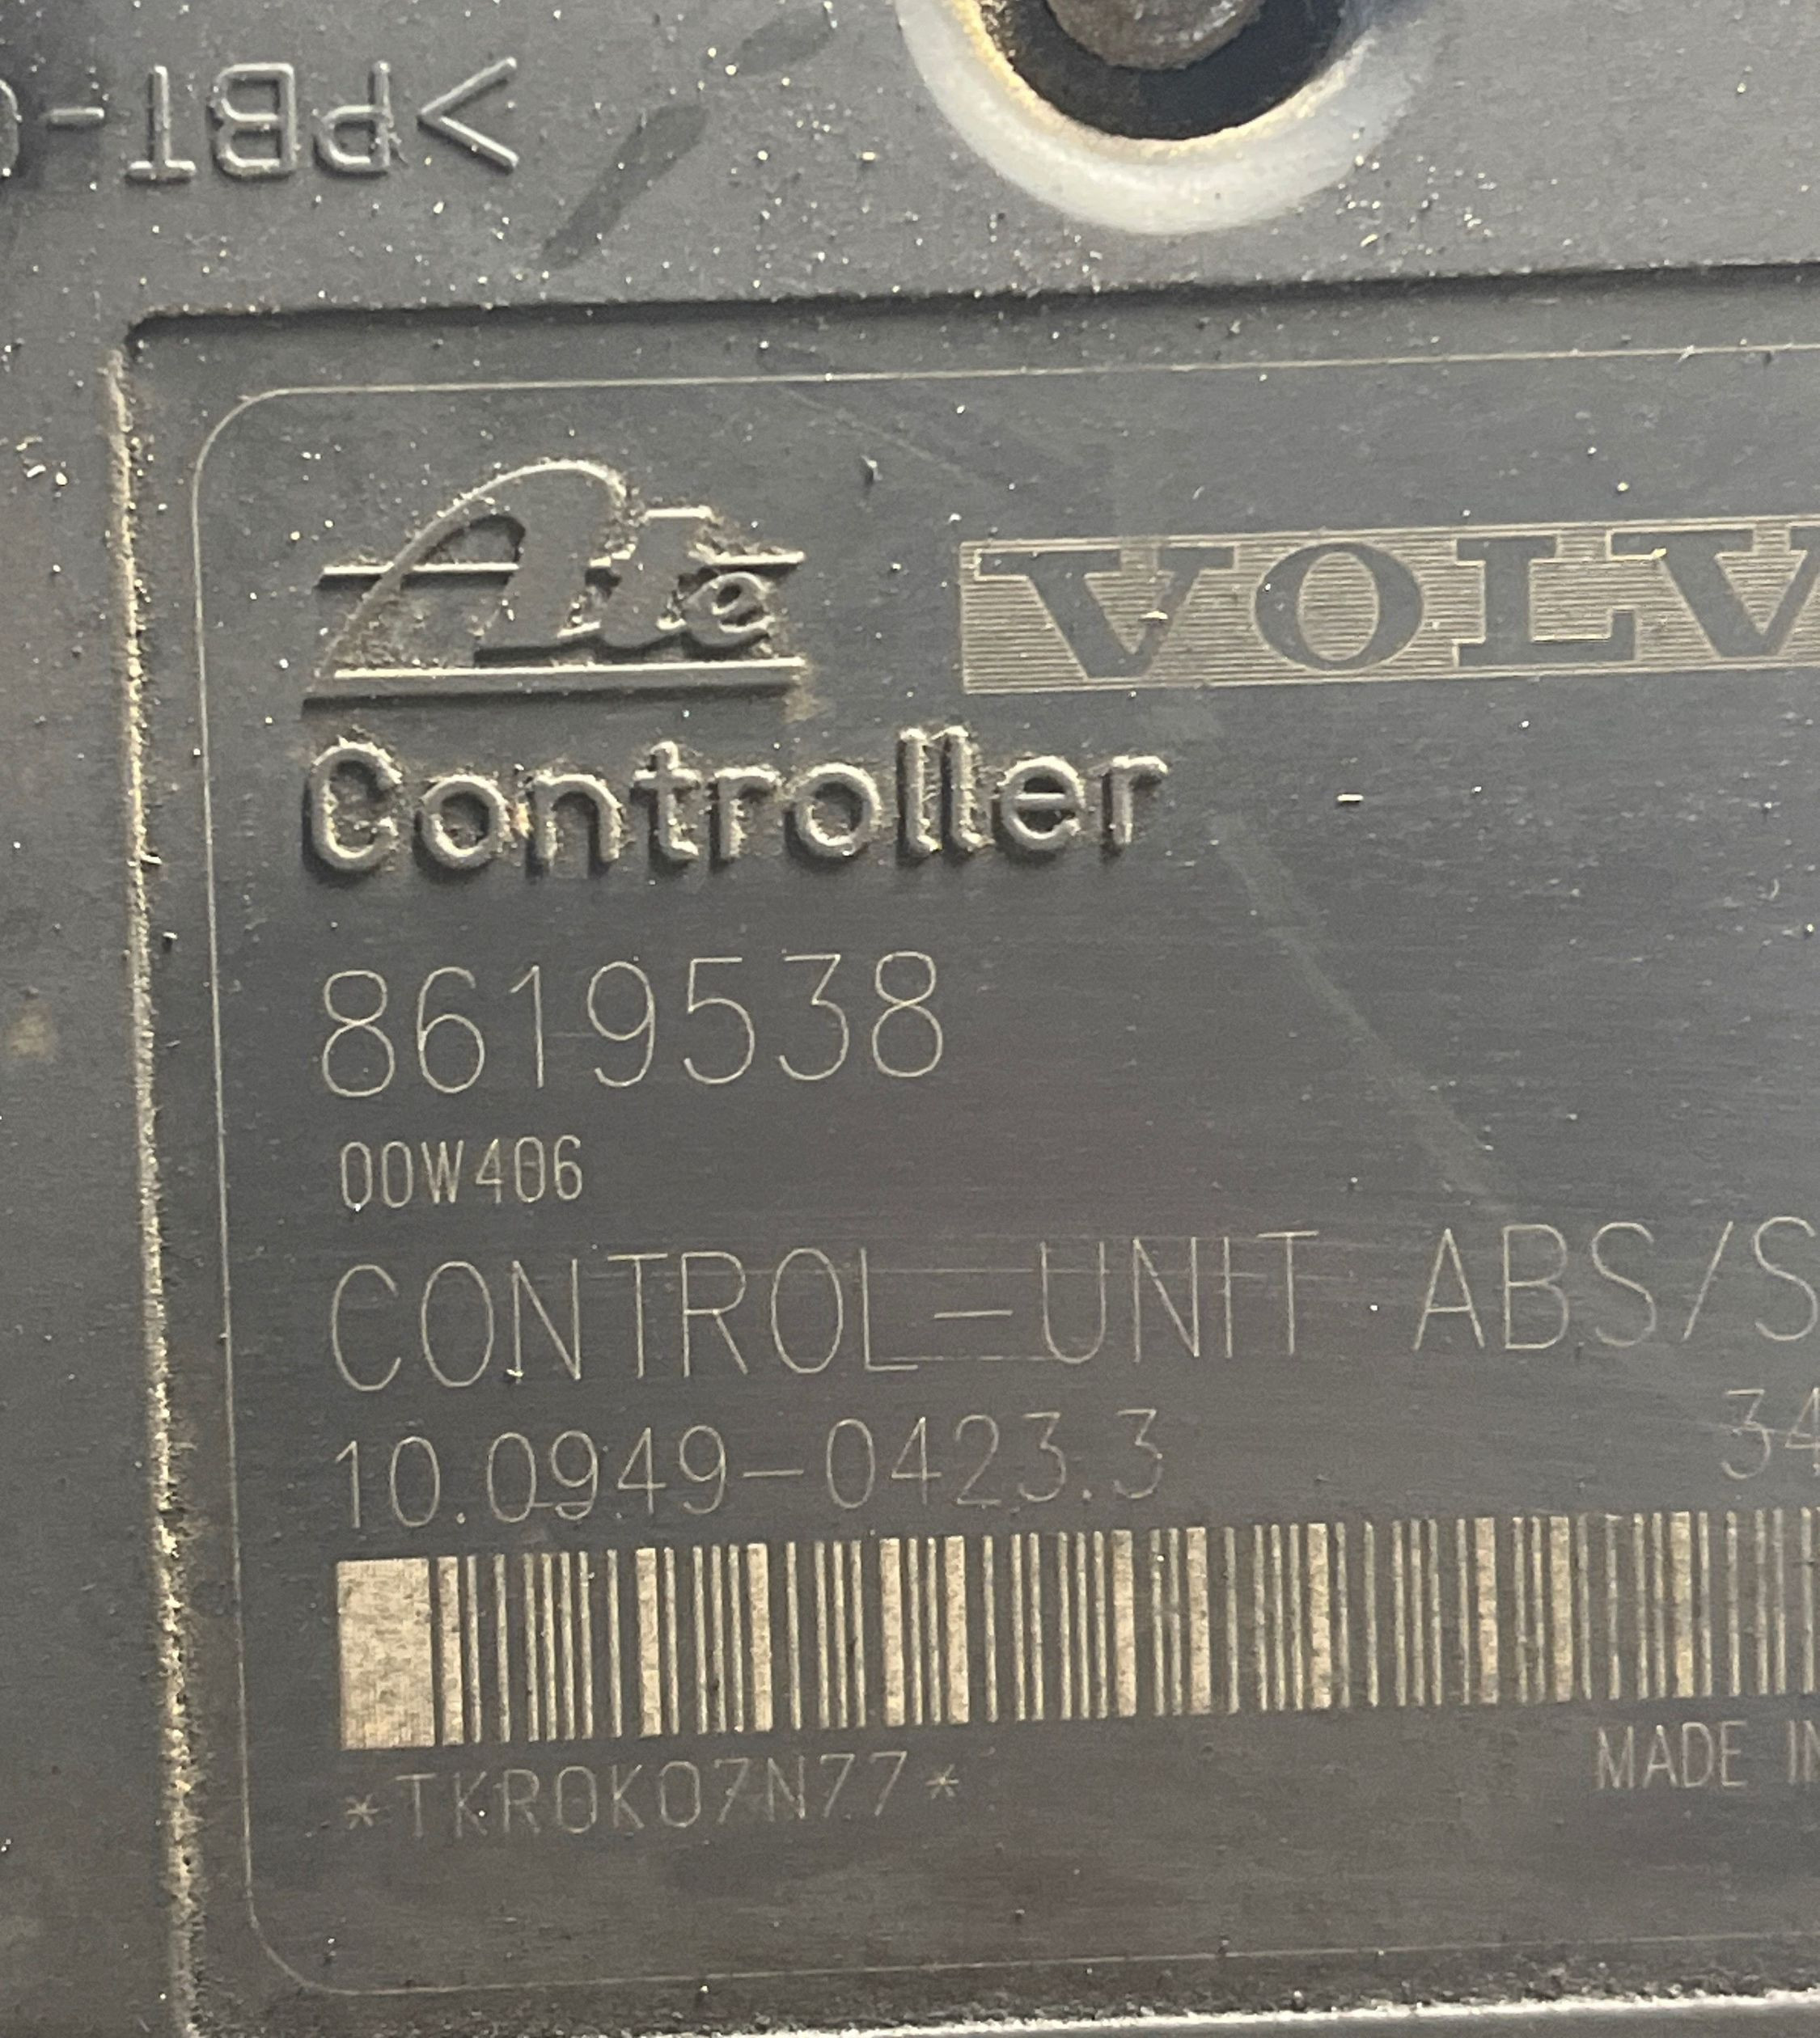 >PBT-
Ate
VOLV
Controller
8619538
00W406
CONTROL-UNIT ABS/S
10.0949-0423.3
34
*TKR0K07N77*
MADE IN